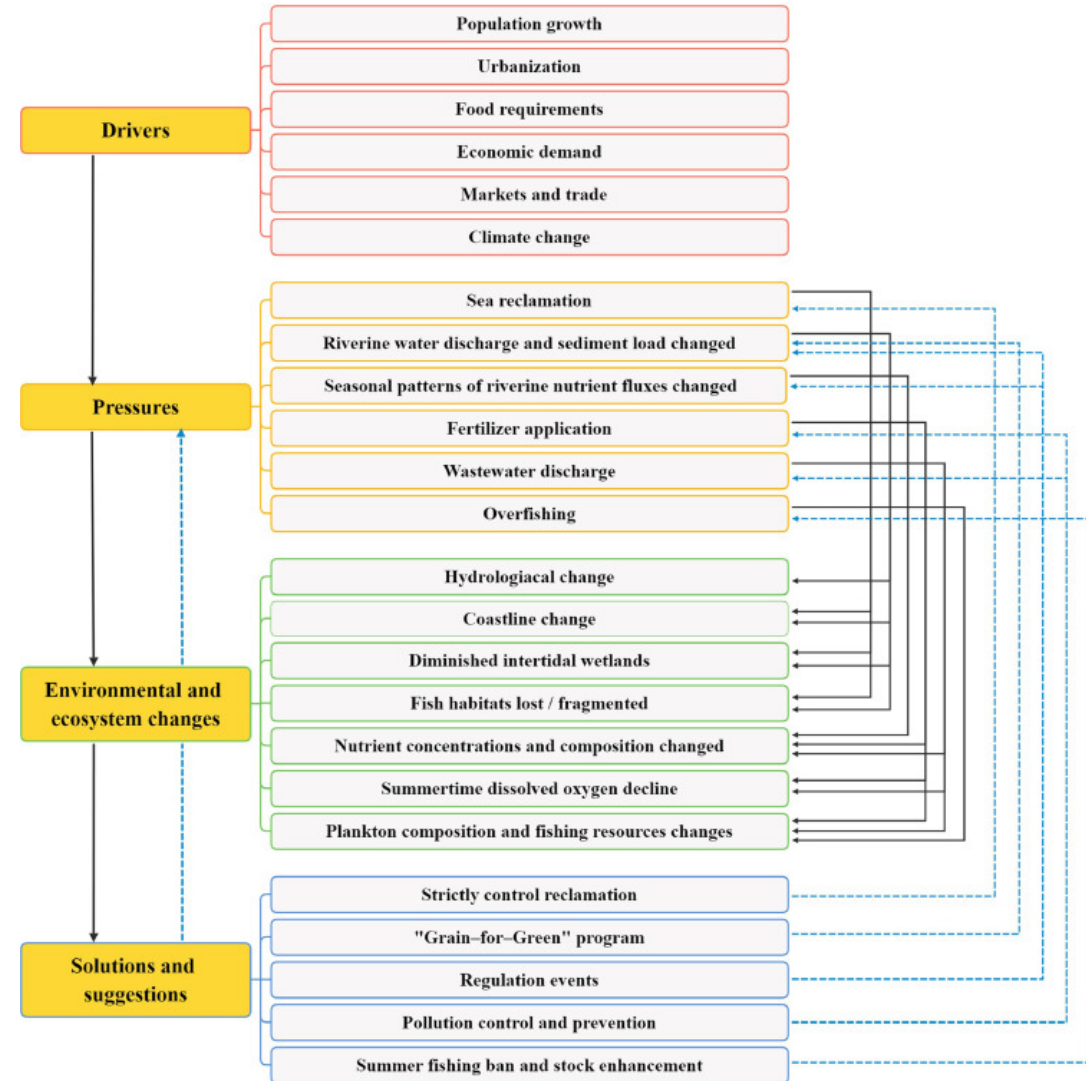 Population growth
Urbanization
Food requirements
Drivers
Economic demand
Markets and trade
Climate change
Sea reclamation
Riverine water discharge and sediment load changed
Seasonal patterns of riverine nutrient fluxes changed
Pressures
Fertilizer application
Wastewater discharge
Overfishing
Hydrologiacal change
Coastline change
Diminished intertidal wetlands
Environmental and
ecosystem changes
Fish habitats lost / fragmented
Nutrient concentrations and composition changed
Summertime dissolved oxygen decline
Plankton composition and fishing resources changes
Strictly control reclamation
"Grain–for–Green" program
Solutions and
suggestions
Regulation events
Pollution control and prevention
Summer fishing ban and stock enhancement